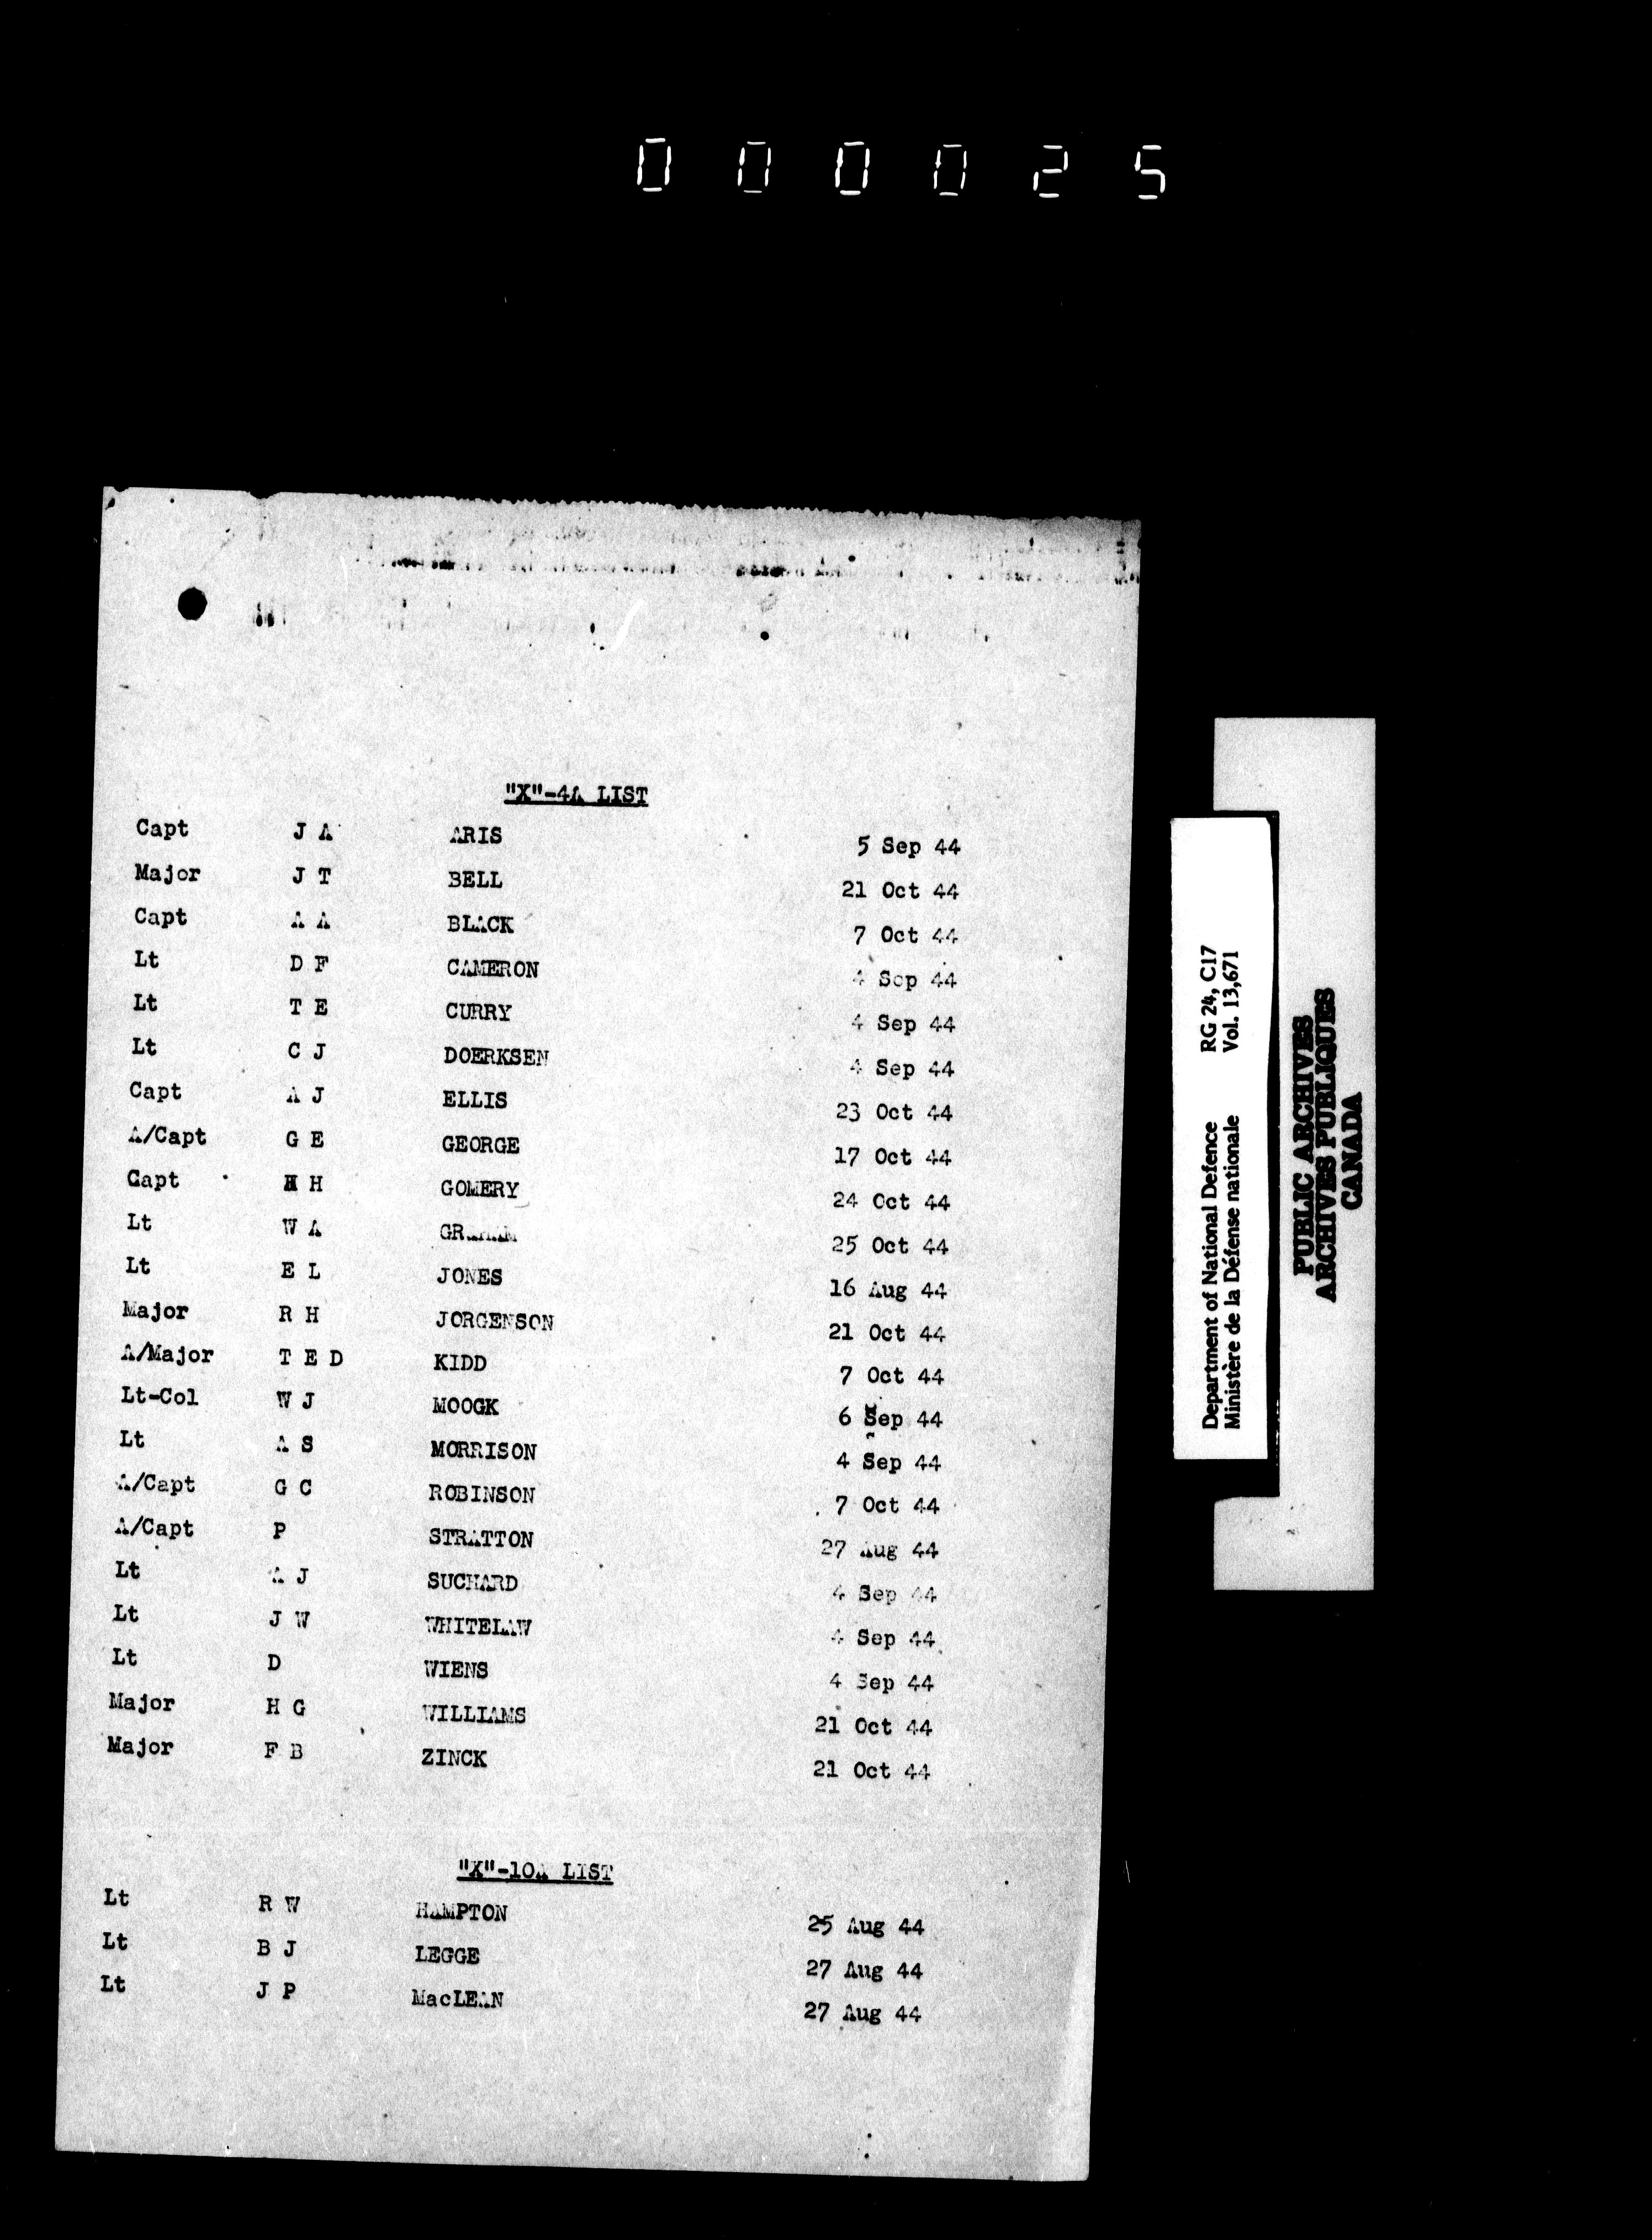 000025
"X"-4A LIST
Capt J A ARIS 5 Sep 44
Major J T BELL 21 Oct 44
Capt A A BLACK 7 Oct 44
Lt D F CAMERON 4 Sep 44
Lt T E CURRY 4 Sep 44
Lt C J DOERKSEN 4 Sep 44
Capt A J ELLIS 23 Oct 44
A/Capt G E GEORGE 17 Oct 44
Capt H H GOMERY 24 Oct 44
Lt W A GRAHAM 25 Oct 44
Lt E L JONES 16 Aug 44
Major R H JORGENSON 21 Oct 44
A/Major T E D KIDD 7 Oct 44
Lt-Col W J MOOGK 6 Sep 44
Lt A S MORRISON 4 Sep 44
A/Capt G C ROBINSON 7 Oct 44
A/Capt P STRATTON 27 Aug 44
Lt A J SUCHARD 4 Sep 44
Lt J W WHITELAW 4 Sep 44
Lt D WIENS 4 Sep 44
Major H G WILLIAMS 21 Oct 44
Major F B ZINCK 21 Oct 44
"X"-10A LIST
Lt R W HAMPTON 25 Aug 44
Lt B J LEGGE 27 Aug 44
Lt J P MacLEAN 27 Aug 44
Department of National Defence RG 24, C17
Ministère de la Défense nationale Vol. 13,671
PUBLIC ARCHIVES
ARCHIVES PUBLIQUES
CANADA